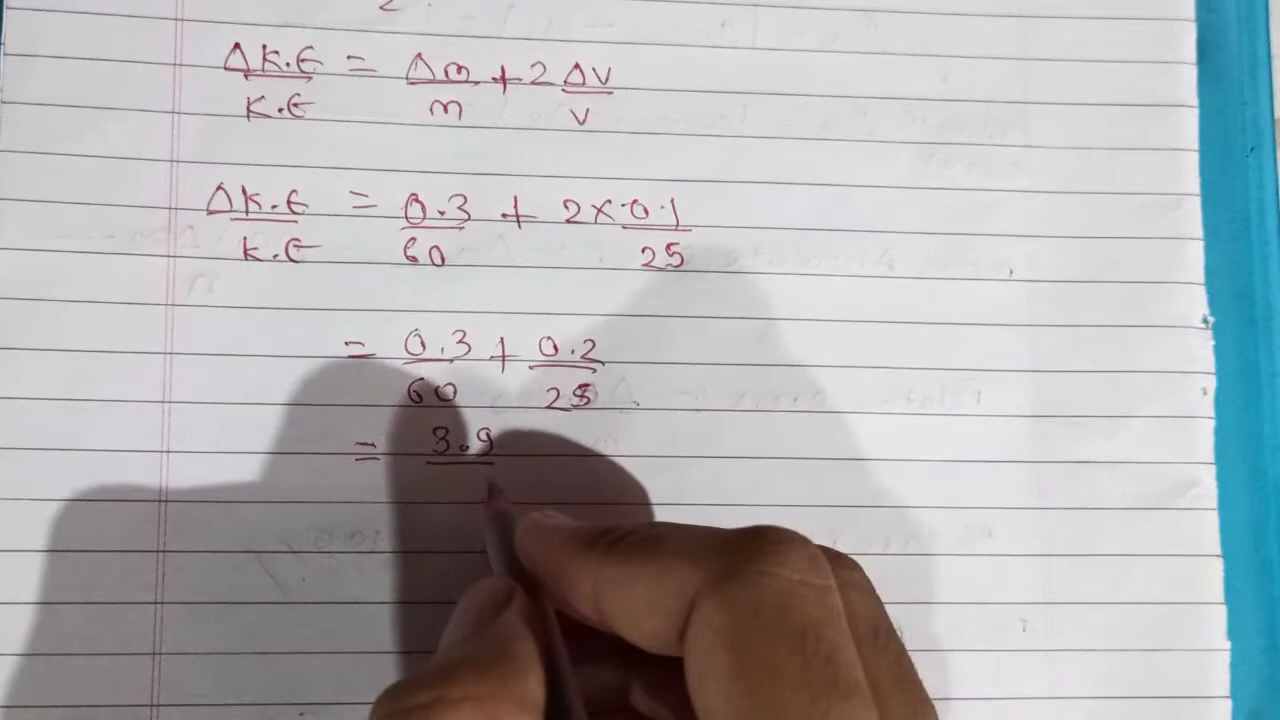 ΔK.E = Δm + 2 Δv
K.E m v
ΔK.E = 0.3 + 2×0.1
K.E 60 25
= 0.3 + 0.2
60 25
= 3.9